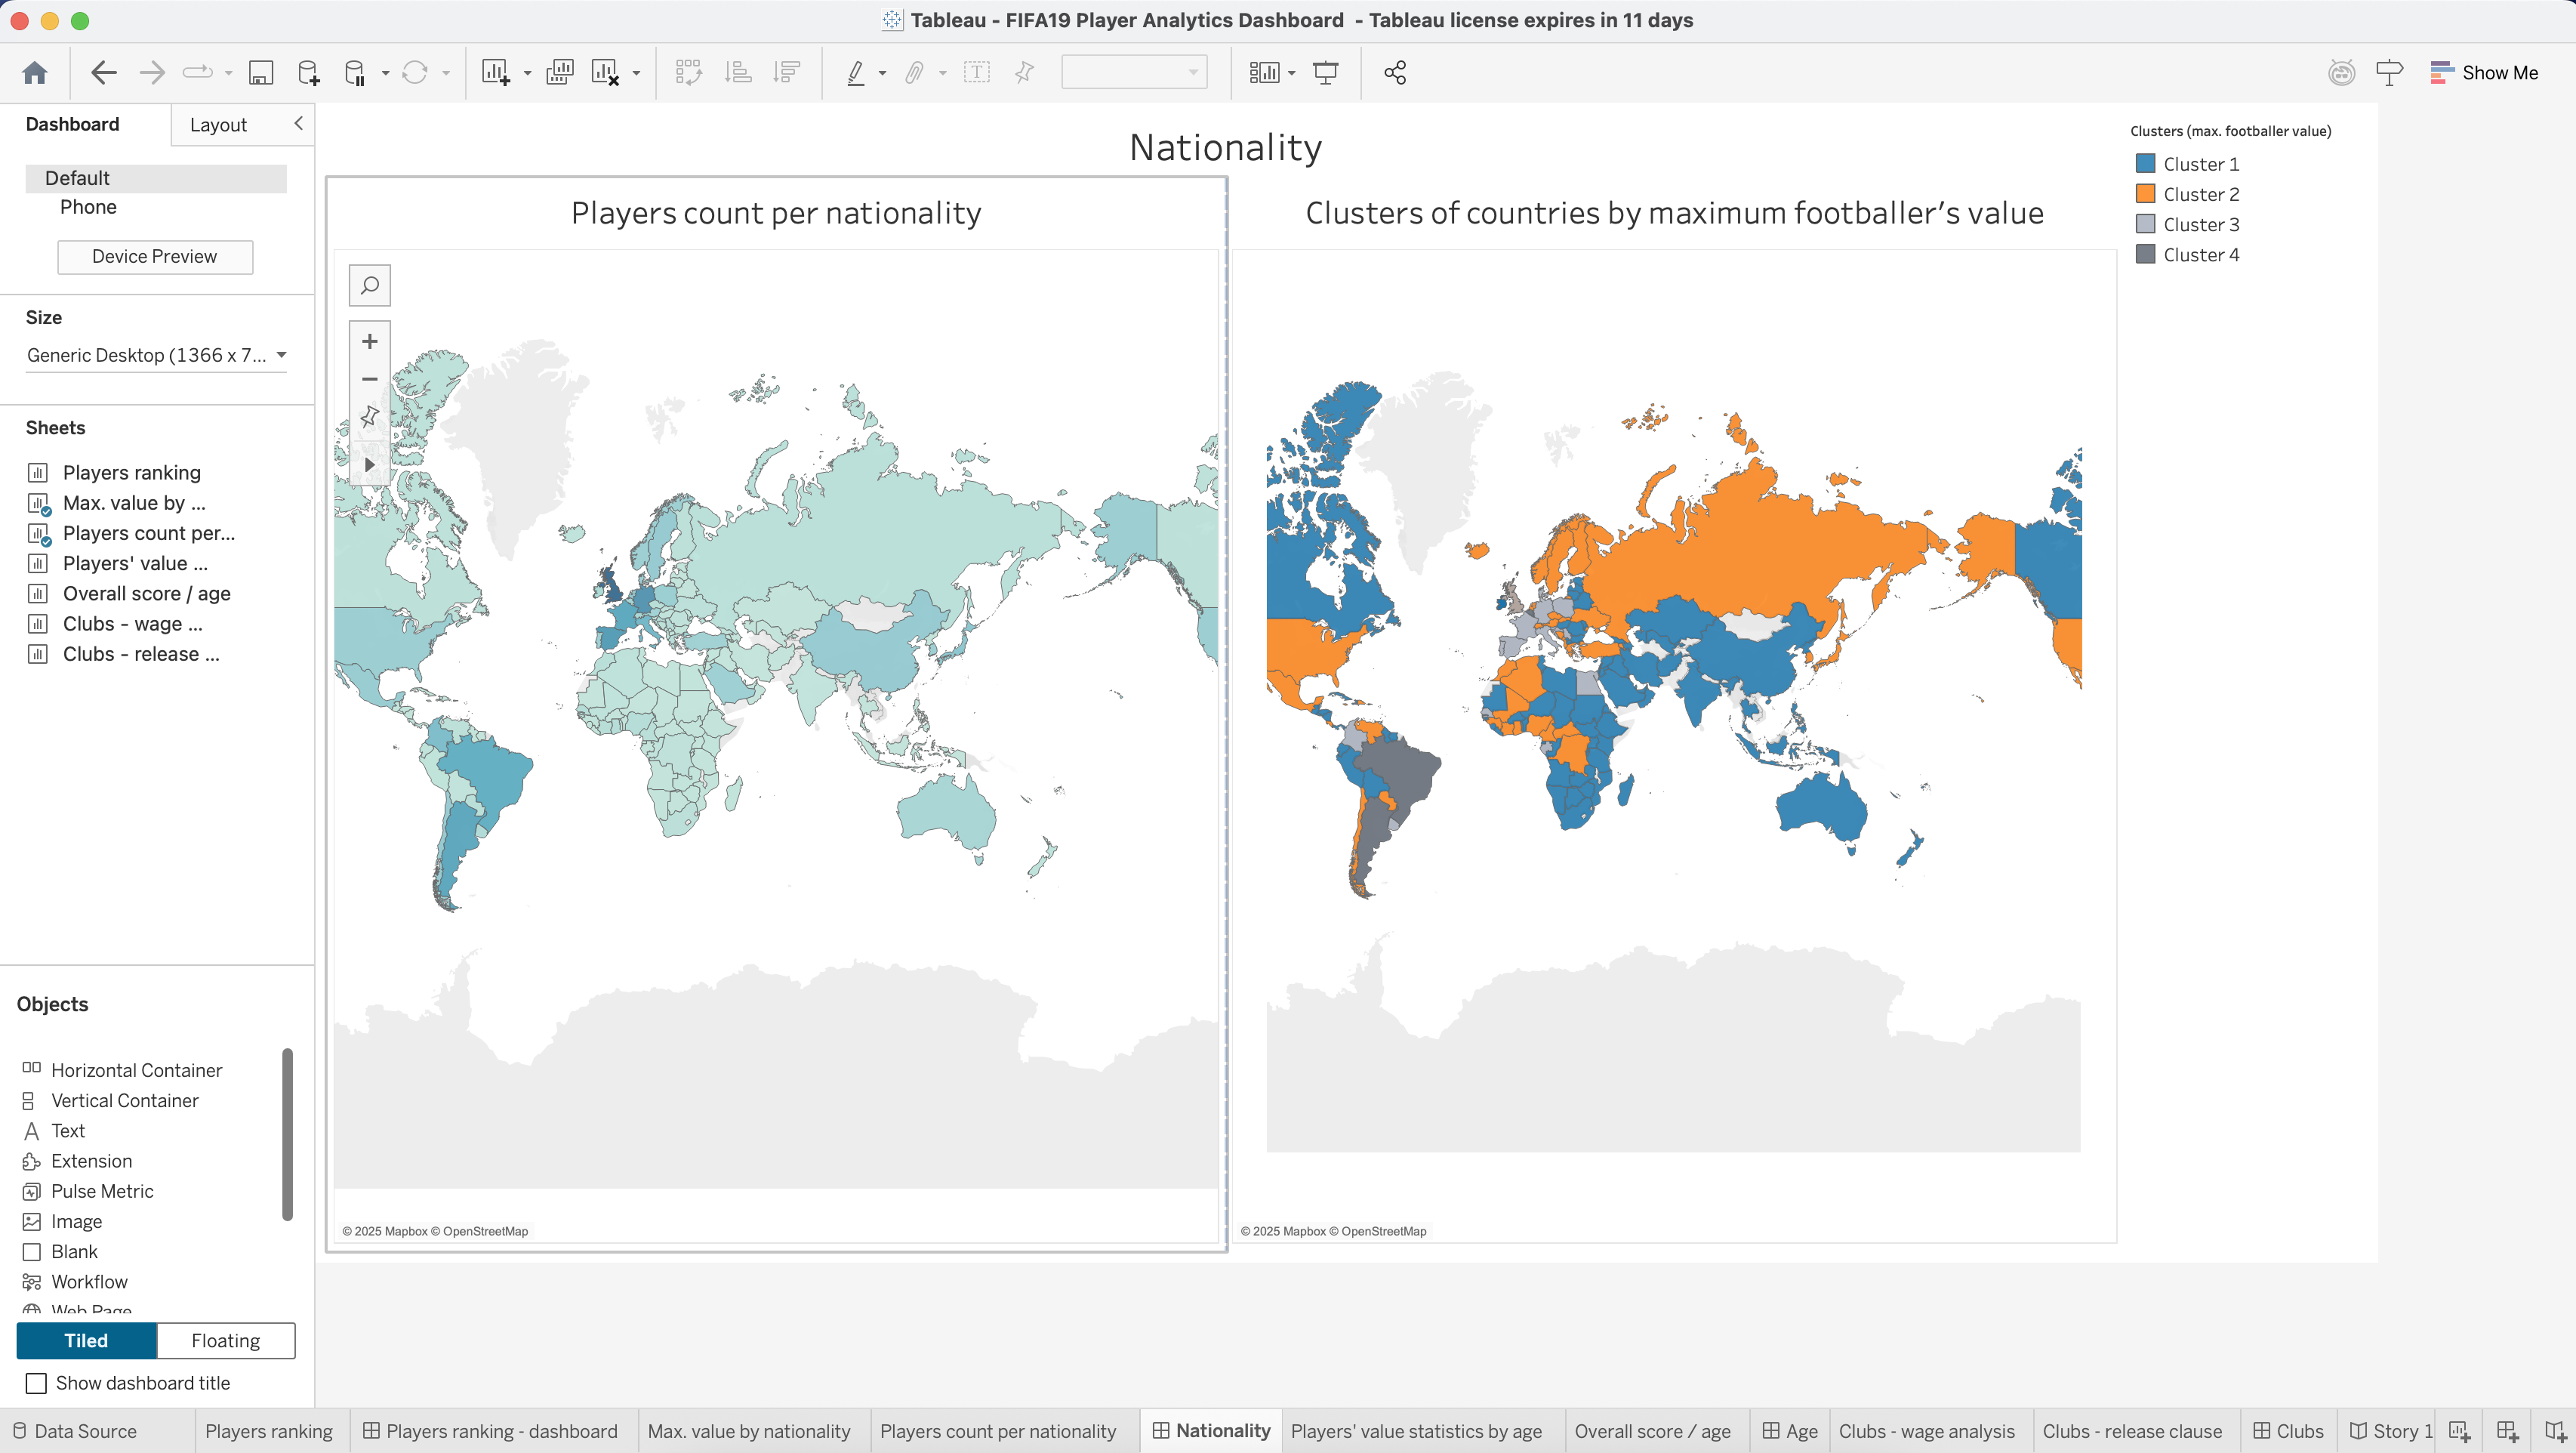 Tableau - FIFA19 Player Analytics Dashboard - Tableau license expires in 11 days
Show Me
Dashboard
Layout
Default
Phone
Device Preview
Size
Generic Desktop (1366 x 7...
Sheets
Players ranking
Max. value by ...
Players count per...
Players' value ...
Overall score / age
Clubs - wage ...
Clubs - release ...
Objects
Horizontal Container
Vertical Container
Text
Extension
Pulse Metric
Image
Blank
Workflow
Web Page
Tiled
Floating
Show dashboard title
Nationality
Players count per nationality
© 2025 Mapbox © OpenStreetMap
Clusters of countries by maximum footballer's value
© 2025 Mapbox © OpenStreetMap
Clusters (max. footballer value)
Cluster 1
Cluster 2
Cluster 3
Cluster 4
Data Source
Players ranking
Players ranking - dashboard
Max. value by nationality
Players count per nationality
Nationality
Players' value statistics by age
Overall score / age
Age
Clubs - wage analysis
Clubs - release clause
Clubs
Story 1